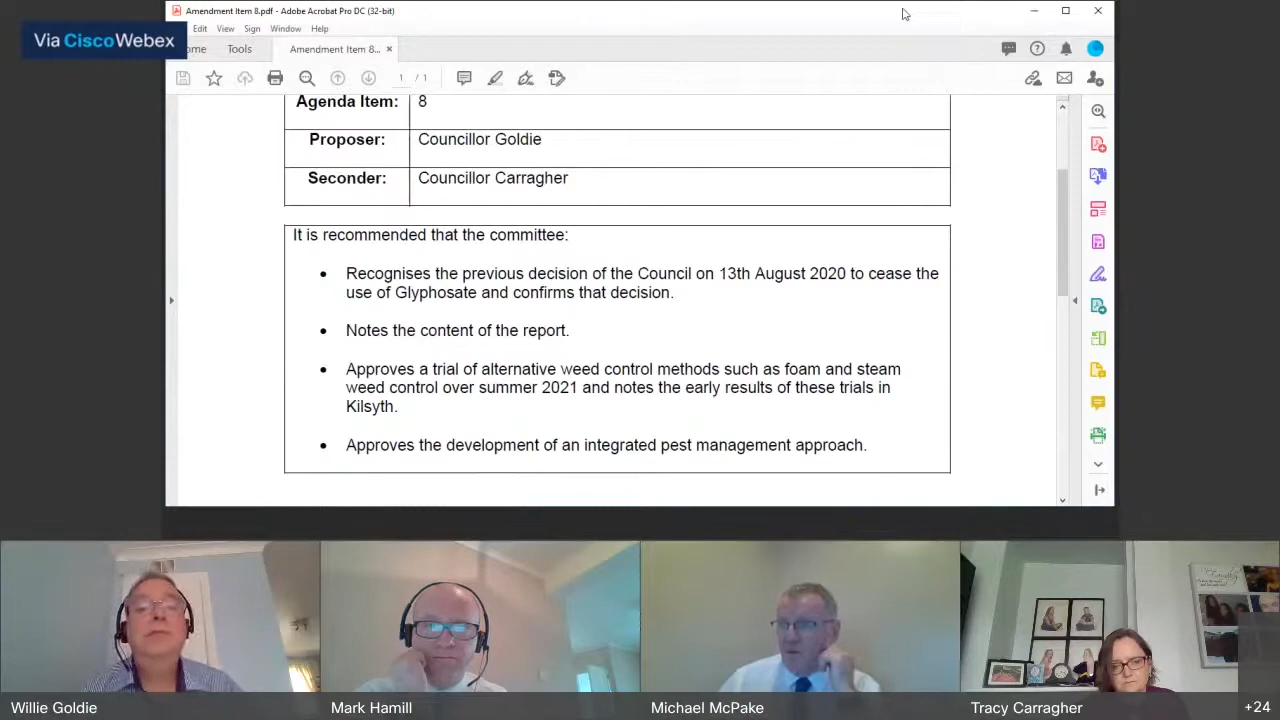 Amendment Item 8.pdf - Adobe Acrobat Pro DC (32-bit)
Via CiscoWebex
Edit View Sign Window Help
ome Tools Amendment Item 8... ×
1 / 1
Agenda Item: 8
Proposer: Councillor Goldie
Seconder: Councillor Carragher
It is recommended that the committee:
• Recognises the previous decision of the Council on 13th August 2020 to cease the
use of Glyphosate and confirms that decision.
• Notes the content of the report.
• Approves a trial of alternative weed control methods such as foam and steam
weed control over summer 2021 and notes the early results of these trials in
Kilsyth.
• Approves the development of an integrated pest management approach.
Willie Goldie
Mark Hamill
Michael McPake
Tracy Carragher
+24